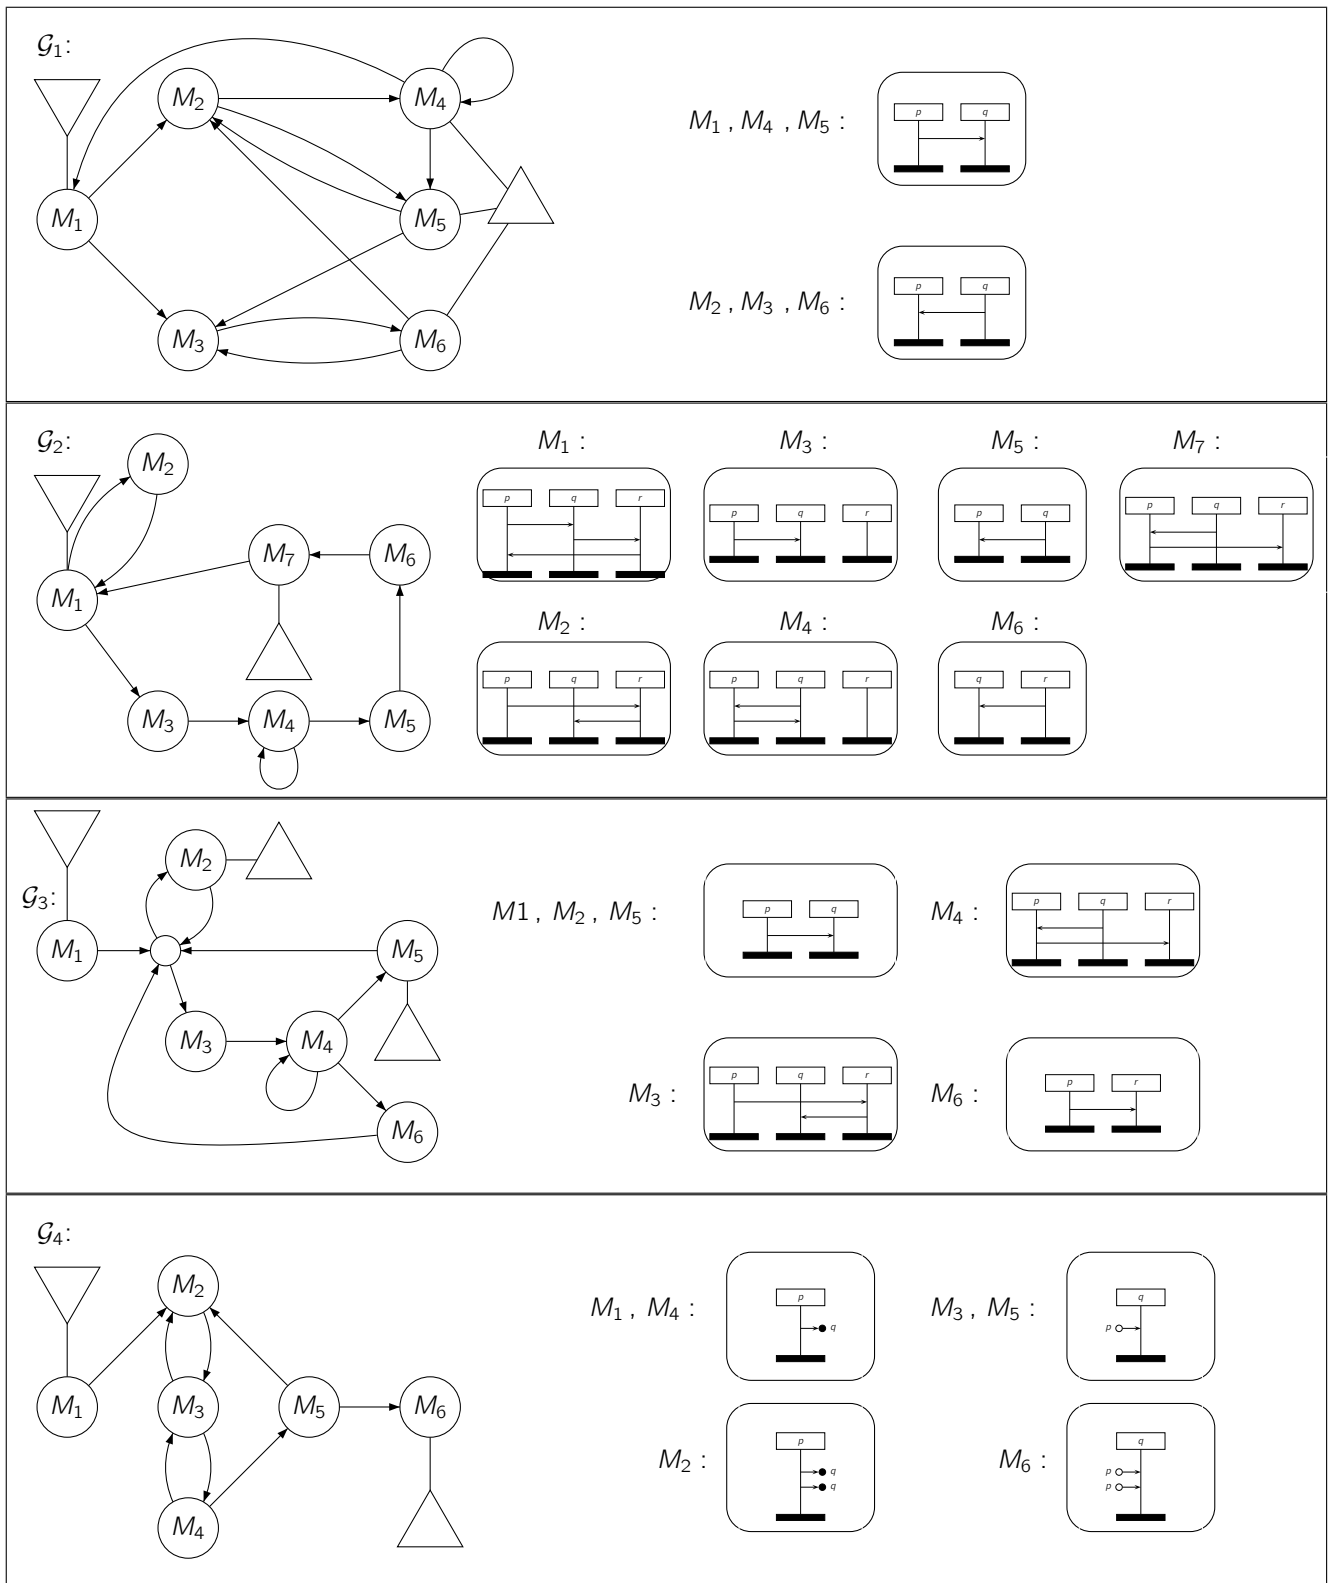 𝒢₁:
M₁
M₂
M₄
M₅
M₃
M₆
M₁ , M₄ , M₅ :
p q
M₂ , M₃ , M₆ :
p q
𝒢₂:
M₂
M₁
M₇
M₆
M₃
M₄
M₅
M₁ :
p q r
M₃ :
p q r
M₅ :
p q
M₇ :
p q r
M₂ :
p q r
M₄ :
p q r
M₆ :
q r
𝒢₃:
M₂
M₁
M₅
M₃
M₄
M₆
M1 , M₂ , M₅ :
p q
M₄ :
p q r
M₃ :
p q r
M₆ :
p r
𝒢₄:
M₂
M₁
M₃
M₅
M₆
M₄
M₁ , M₄ :
p
q
M₃ , M₅ :
q
p
M₂ :
p
q
q
M₆ :
q
p
p